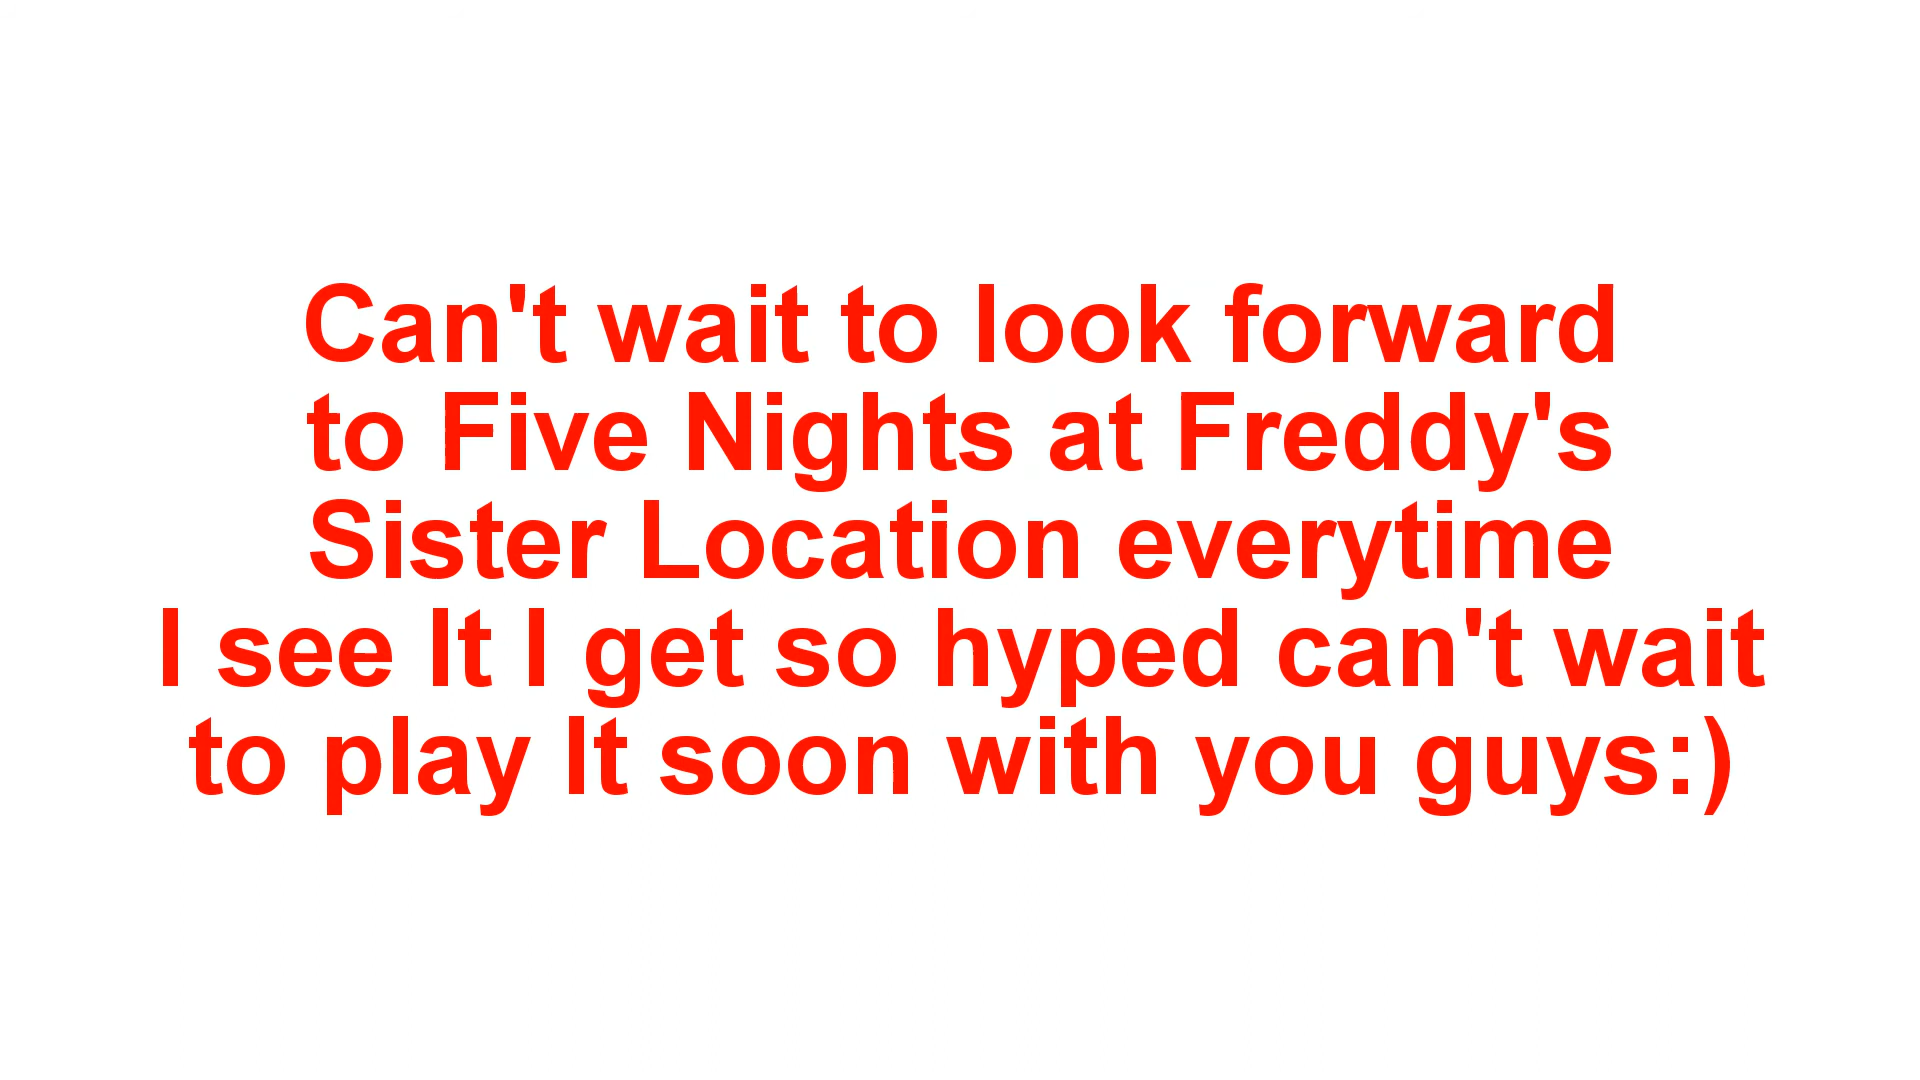 Can't wait to look forward
to Five Nights at Freddy's
Sister Location everytime
I see It I get so hyped can't wait
to play It soon with you guys:)